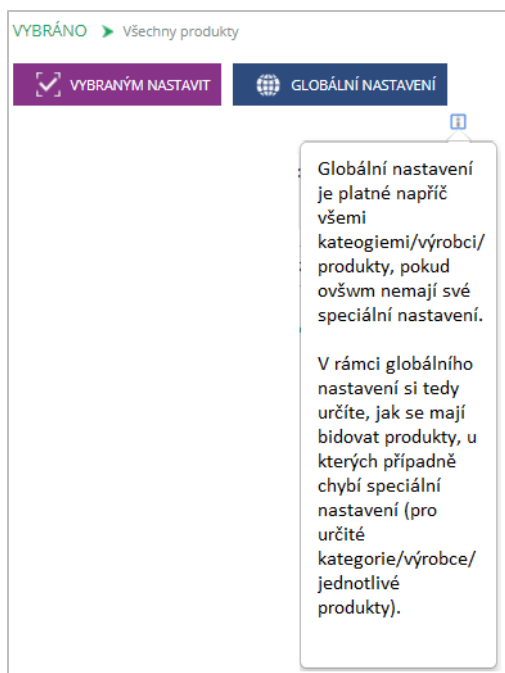 VYBRÁNO Všechny produkty
VYBRANÝM NASTAVIT GLOBÁLNÍ NASTAVENÍ
Globální nastavení
je platné napříč
všemi
kateogiemi/výrobci/
produkty, pokud
ovšwm nemají své
speciální nastavení.
V rámci globálního
nastavení si tedy
určíte, jak se mají
bidovat produkty, u
kterých případně
chybí speciální
nastavení (pro
určité
kategorie/výrobce/
jednotlivé
produkty).